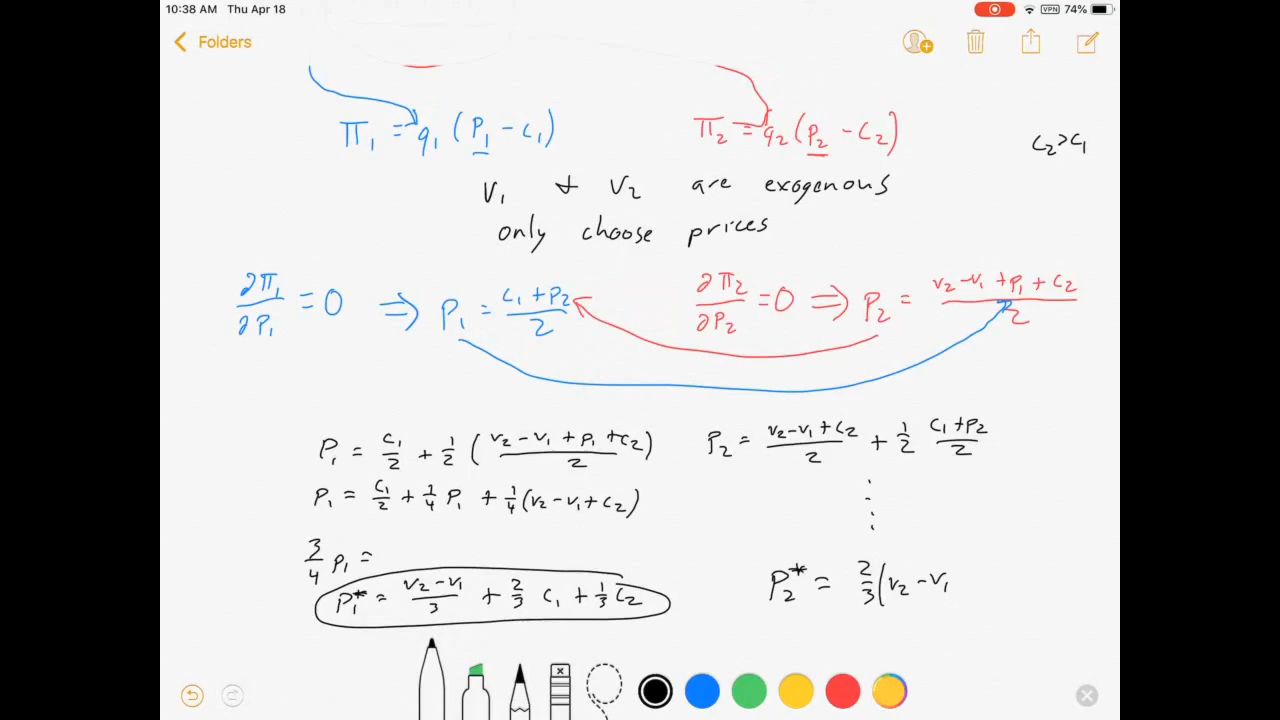 10:38 AM Thu Apr 18 VPN 74%
Folders
π₁ = q₁ (P₁ - C₁)
π₂ = q₂ (P₂ - C₂)
C₂ > C₁
V₁ & V₂ are exogenous
only choose prices
∂π₁/∂P₁ = 0 ⇒ P₁ = (C₁ + P₂)/2
∂π₂/∂P₂ = 0 ⇒ P₂ = (V₂ - V₁ + P₁ + C₂)/2
P₁ = C₁/2 + 1/2 ((V₂ - V₁ + P₁ + C₂)/2)
P₂ = (V₂ - V₁ + C₂)/2 + 1/2 (C₁ + P₂)/2
P₁ = C₁/2 + 1/4 P₁ + 1/4 (V₂ - V₁ + C₂)
3/4 P₁ =
P₁* = (V₂ - V₁)/3 + 2/3 C₁ + 1/3 C₂
P₂* = 2/3 (V₂ - V₁